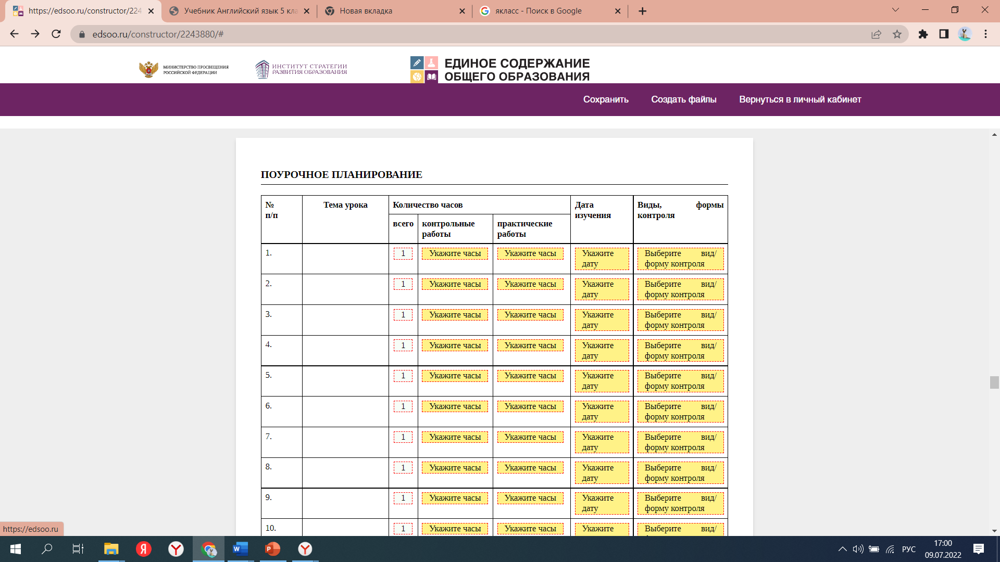 https://edsoo.ru/constructor/224
Учебник Английский язык 5 кла
Новая вкладка
якласс - Поиск в Google
edsoo.ru/constructor/2243880/#
МИНИСТЕРСТВО ПРОСВЕЩЕНИЯ
РОССИЙСКОЙ ФЕДЕРАЦИИ
ИНСТИТУТ СТРАТЕГИИ
РАЗВИТИЯ ОБРАЗОВАНИЯ
ЕДИНОЕ СОДЕРЖАНИЕ
ОБЩЕГО ОБРАЗОВАНИЯ
Сохранить Создать файлы Вернуться в личный кабинет
ПОУРОЧНОЕ ПЛАНИРОВАНИЕ
№ Тема урока Количество часов Дата Виды, формы
п/п изучения контроля
всего контрольные практические
работы работы
1. 1 Укажите часы Укажите часы Укажите Выберите вид/
дату форму контроля
2. 1 Укажите часы Укажите часы Укажите Выберите вид/
дату форму контроля
3. 1 Укажите часы Укажите часы Укажите Выберите вид/
дату форму контроля
4. 1 Укажите часы Укажите часы Укажите Выберите вид/
дату форму контроля
5. 1 Укажите часы Укажите часы Укажите Выберите вид/
дату форму контроля
6. 1 Укажите часы Укажите часы Укажите Выберите вид/
дату форму контроля
7. 1 Укажите часы Укажите часы Укажите Выберите вид/
дату форму контроля
8. 1 Укажите часы Укажите часы Укажите Выберите вид/
дату форму контроля
9. 1 Укажите часы Укажите часы Укажите Выберите вид/
дату форму контроля
10. 1 Укажите часы Укажите часы Укажите Выберите вид/
https://edsoo.ru
РУС
17:00
09.07.2022